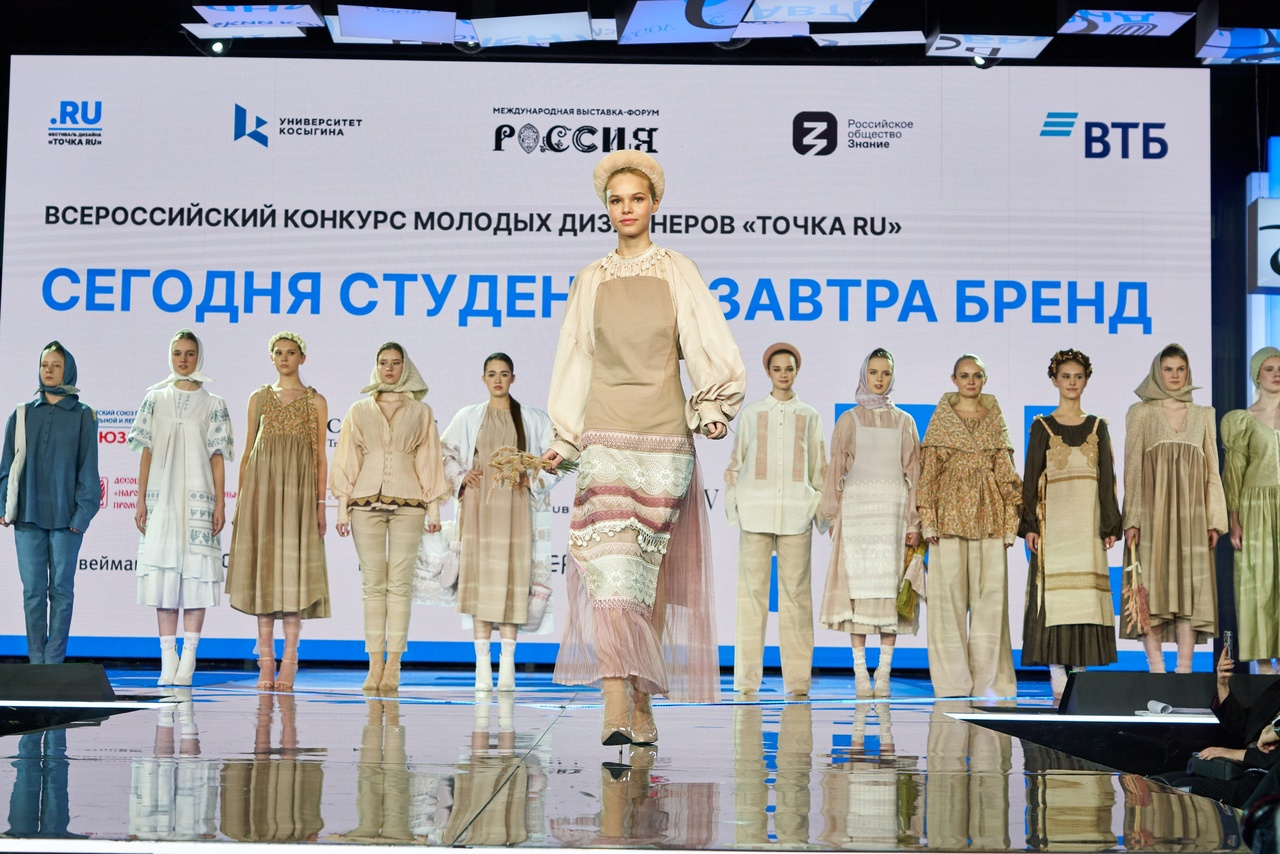 .RU
ФЕСТИВАЛЬ ДИЗАЙНА
«ТОЧКА RU»
УНИВЕРСИТЕТ
КОСЫГИНА
МЕЖДУНАРОДНАЯ ВЫСТАВКА-ФОРУМ
РОССИЯ
Российское
общество
Знание
ВТБ
ВСЕРОССИЙСКИЙ КОНКУРС МОЛОДЫХ ДИЗ НЕРОВ «ТОЧКА RU»
СЕГОДНЯ СТУДЕН ЗАВТРА БРЕНД